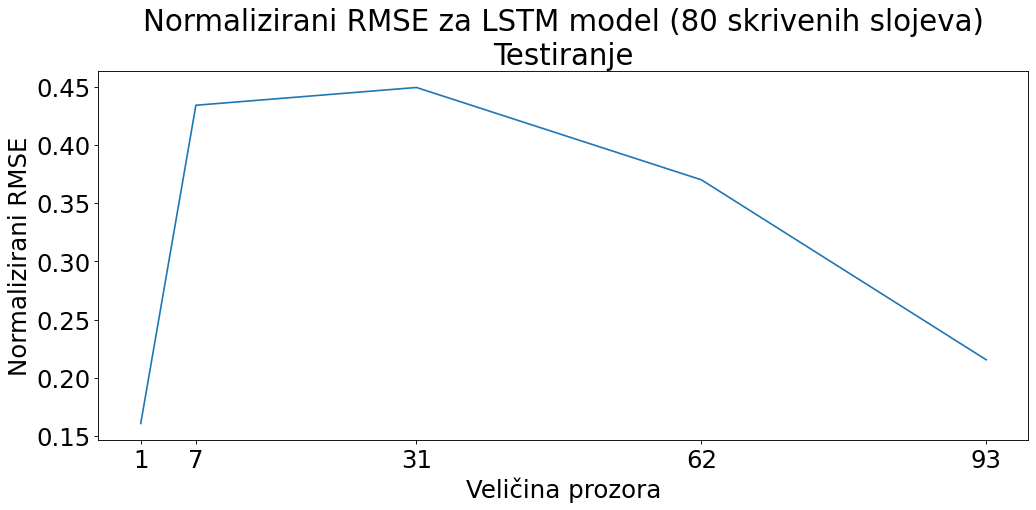 Normalizirani RMSE za LSTM model (80 skrivenih slojeva)
Testiranje
Normalizirani RMSE
0.45
0.40
0.35
0.30
0.25
0.20
0.15
1 7 31 62 93
Veličina prozora